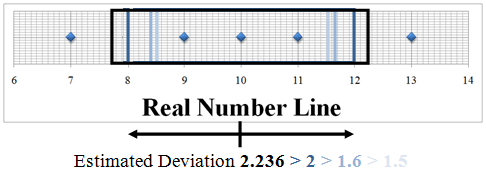 6 7 8 9 10 11 12 13 14
Real Number Line
Estimated Deviation 2.236 > 2 > 1.6 > 1.5